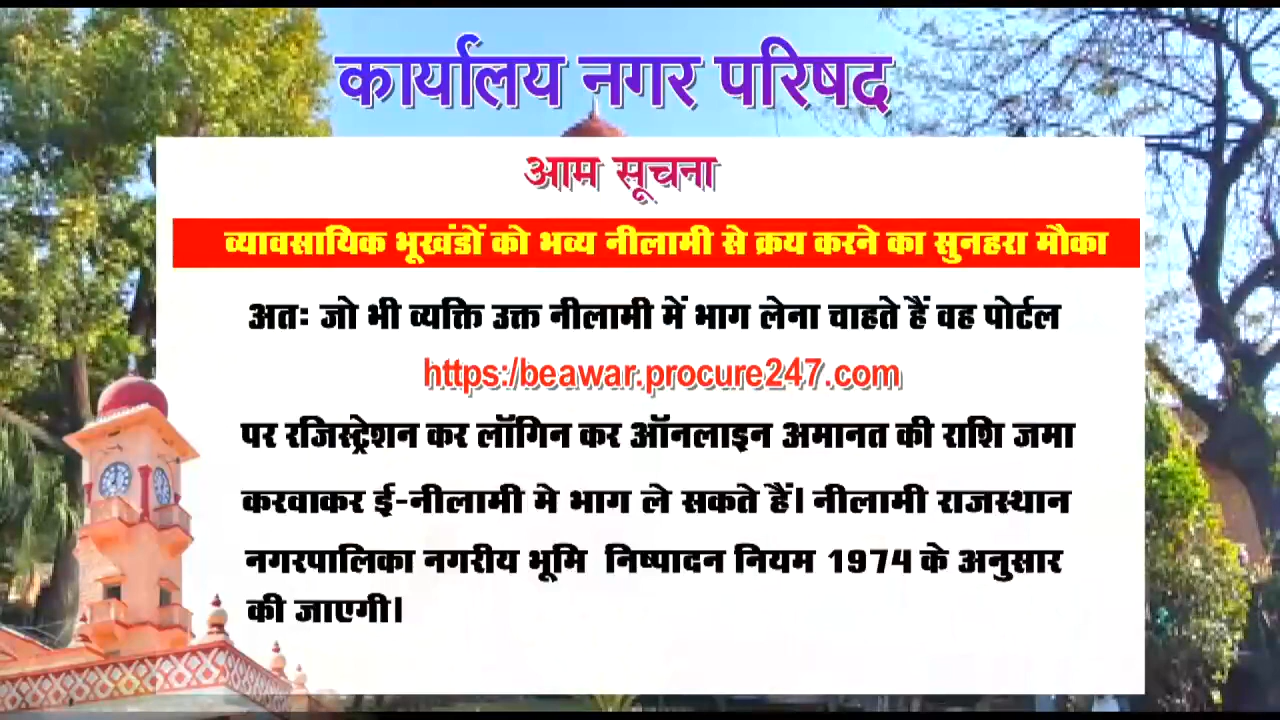 कार्यालय नगर परिषद
आम सूचना
व्यावसायिक भूखंडों को भव्य नीलामी से क्रय करने का सुनहरा मौका
अतः जो भी व्यक्ति उक्त नीलामी में भाग लेना चाहते हैं वह पोर्टल
https:/beawar.procure247.com
पर रजिस्ट्रेशन कर लॉगिन कर ऑनलाइन अमानत की राशि जमा
करवाकर ई-नीलामी मे भाग ले सकते हैं। नीलामी राजस्थान
नगरपालिका नगरीय भूमि निष्पादन नियम 1974 के अनुसार
की जाएगी।